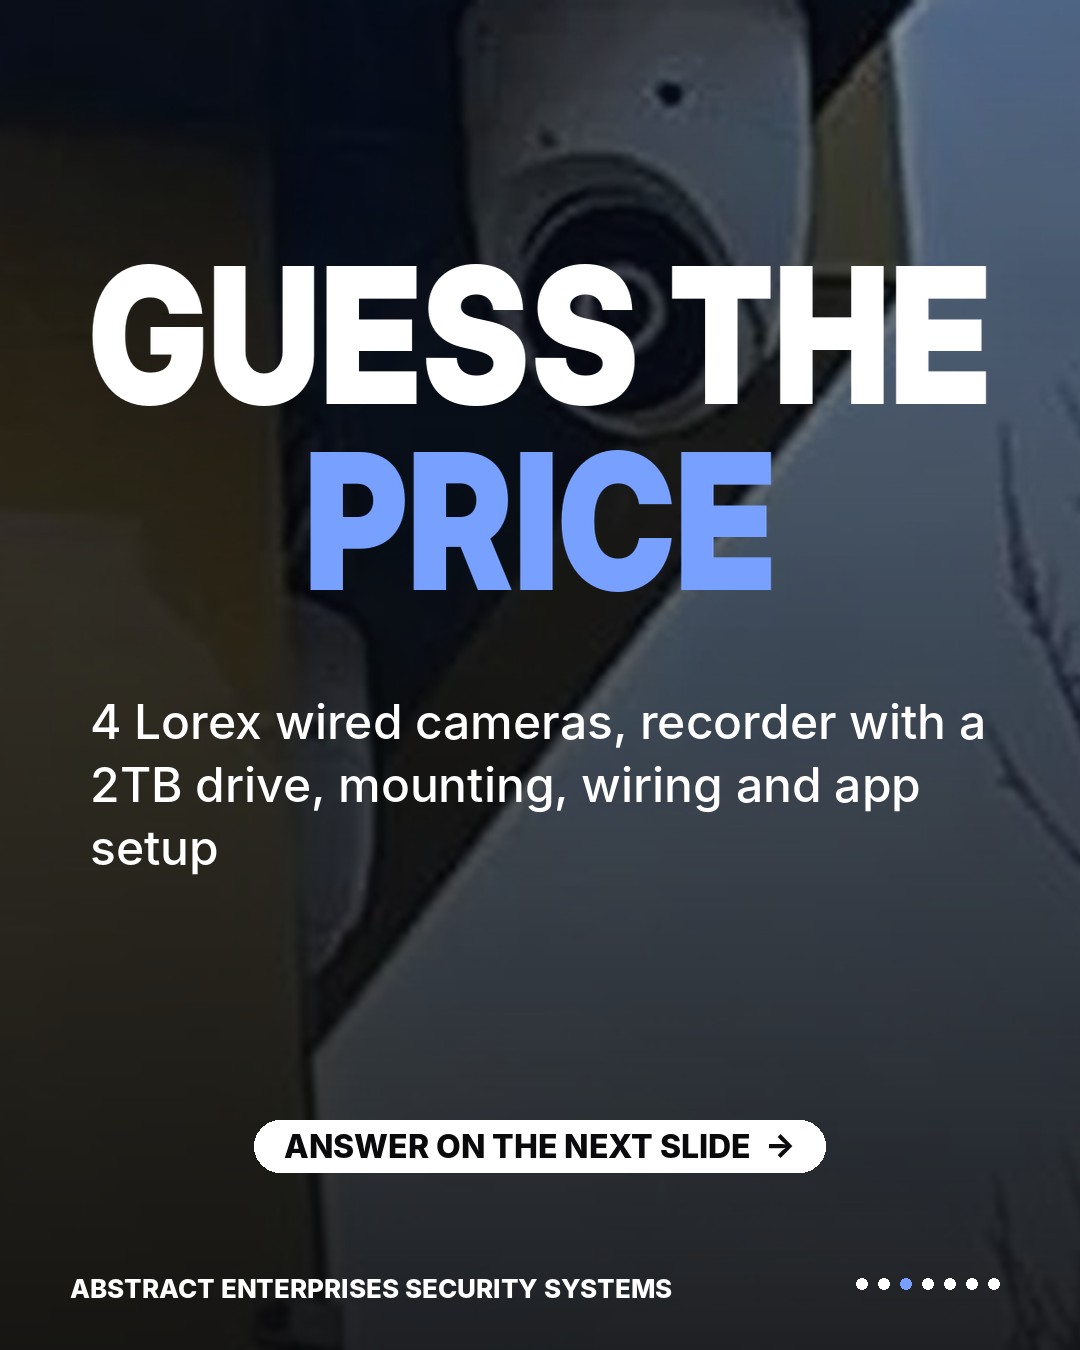 GUESS THE
PRICE
4 Lorex wired cameras, recorder with a
2TB drive, mounting, wiring and app
setup
ANSWER ON THE NEXT SLIDE →
ABSTRACT ENTERPRISES SECURITY SYSTEMS